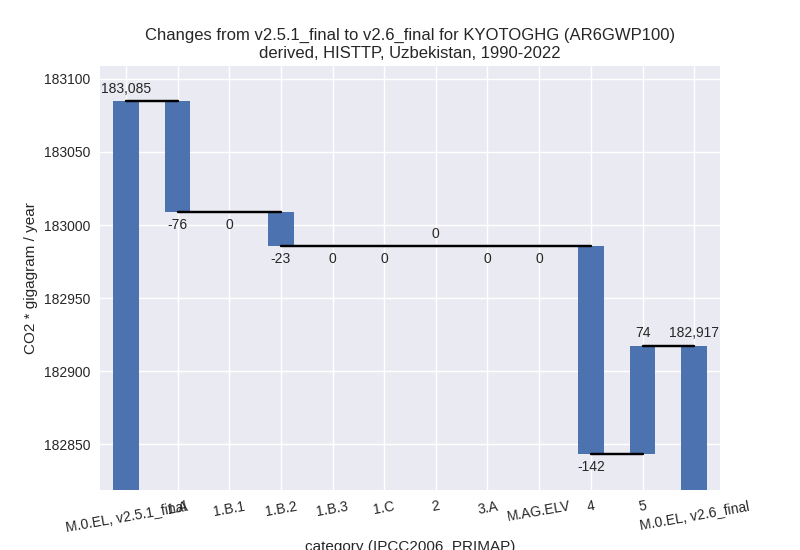 Changes from v2.5.1_final to v2.6_final for KYOTOGHG (AR6GWP100)
derived, HISTTP, Uzbekistan, 1990-2022
CO2 * gigagram / year
183100
183050
183000
182950
182900
182850
183,085
-76
0
-23
0
0
0
0
0
-142
74
182,917
M.0.EL, v2.5.1_final
1.A
1.B.1
1.B.2
1.B.3
1.C
2
3.A
M.AG.ELV
4
5
M.0.EL, v2.6_final
category (IPCC2006_PRIMAP)